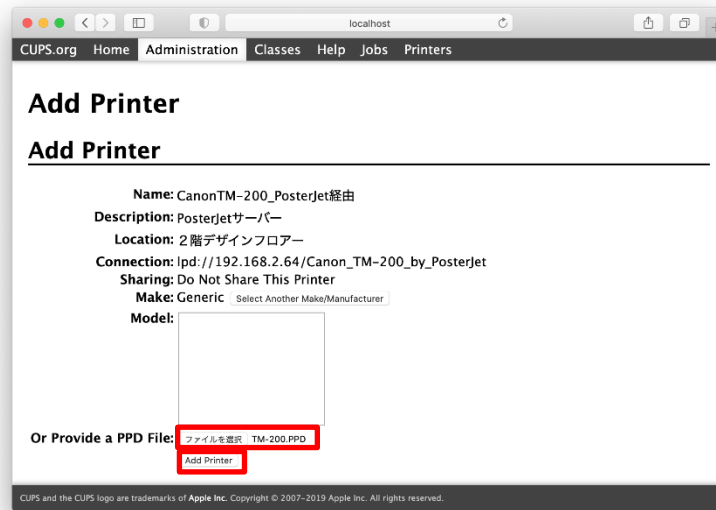 localhost
CUPS.org Home Administration Classes Help Jobs Printers
Add Printer
Add Printer
Name: CanonTM-200_PosterJet経由
Description: PosterJetサーバー
Location: 2階デザインフロアー
Connection: lpd://192.168.2.64/Canon_TM-200_by_PosterJet
Sharing: Do Not Share This Printer
Make: Generic Select Another Make/Manufacturer
Model:
Or Provide a PPD File: ファイルを選択 TM-200.PPD
Add Printer
CUPS and the CUPS logo are trademarks of Apple Inc. Copyright © 2007-2019 Apple Inc. All rights reserved.